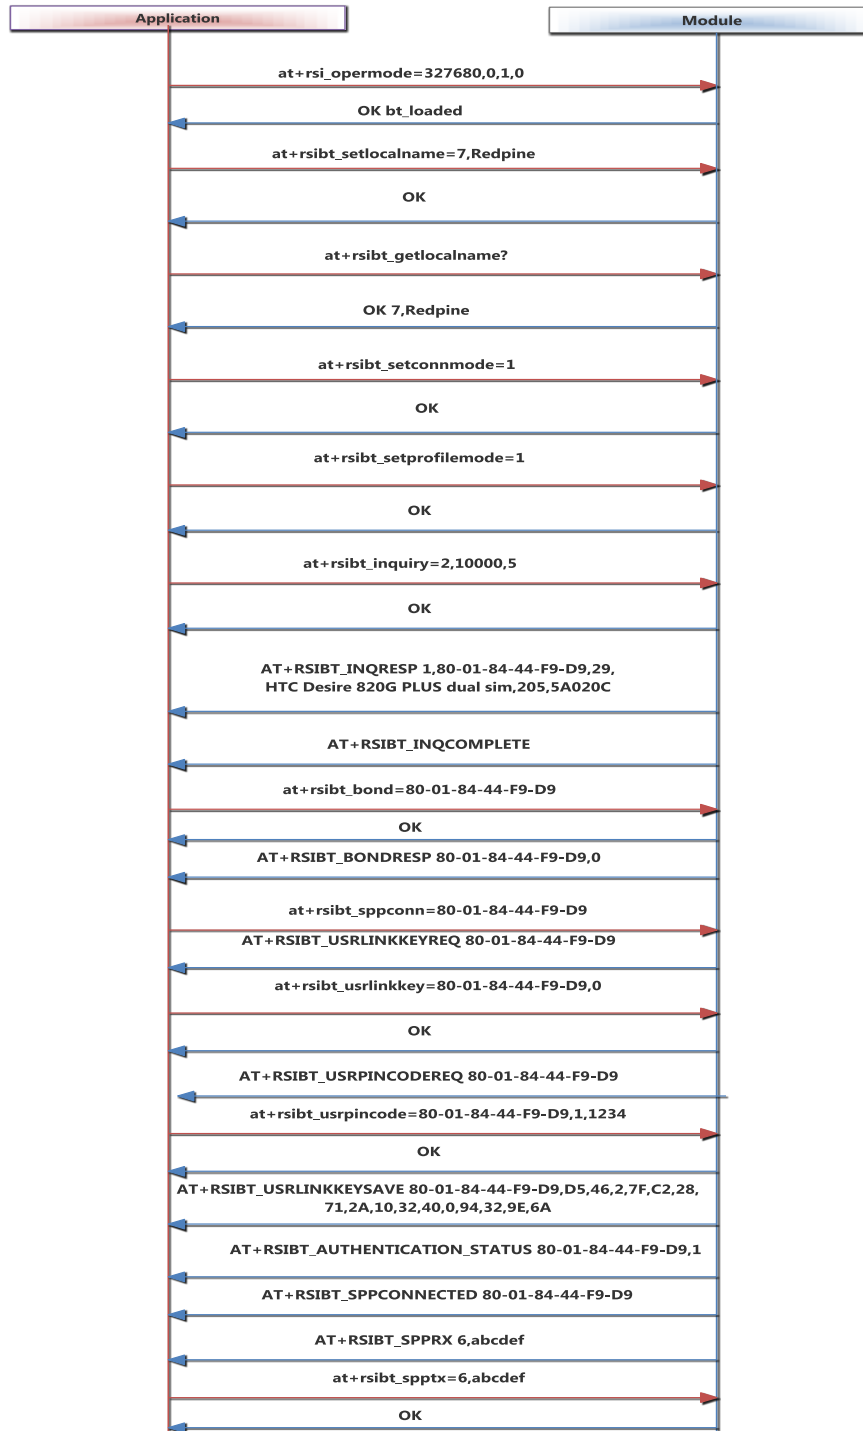 Application
Module
at+rsi_opermode=327680,0,1,0
OK bt_loaded
at+rsibt_setlocalname=7,Redpine
OK
at+rsibt_getlocalname?
OK 7,Redpine
at+rsibt_setconnmode=1
OK
at+rsibt_setprofilemode=1
OK
at+rsibt_inquiry=2,10000,5
OK
AT+RSIBT_INQRESP 1,80-01-84-44-F9-D9,29,
HTC Desire 820G PLUS dual sim,205,5A020C
AT+RSIBT_INQCOMPLETE
at+rsibt_bond=80-01-84-44-F9-D9
OK
AT+RSIBT_BONDRESP 80-01-84-44-F9-D9,0
at+rsibt_sppconn=80-01-84-44-F9-D9
AT+RSIBT_USRLINKKEYREQ 80-01-84-44-F9-D9
at+rsibt_usrlinkkey=80-01-84-44-F9-D9,0
OK
AT+RSIBT_USRPINCODEREQ 80-01-84-44-F9-D9
at+rsibt_usrpincode=80-01-84-44-F9-D9,1,1234
OK
AT+RSIBT_USRLINKKEYSAVE 80-01-84-44-F9-D9,D5,46,2,7F,C2,28,
71,2A,10,32,40,0,94,32,9E,6A
AT+RSIBT_AUTHENTICATION_STATUS 80-01-84-44-F9-D9,1
AT+RSIBT_SPPCONNECTED 80-01-84-44-F9-D9
AT+RSIBT_SPPRX 6,abcdef
at+rsibt_spptx=6,abcdef
OK